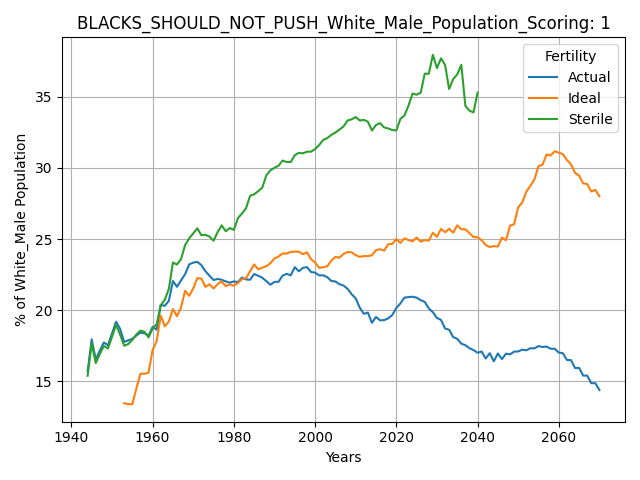 BLACKS_SHOULD_NOT_PUSH_White_Male_Population_Scoring: 1
Fertility
Actual
Ideal
Sterile
% of White_Male Population
35
30
25
20
15
1940
1960
1980
2000
2020
2040
2060
Years